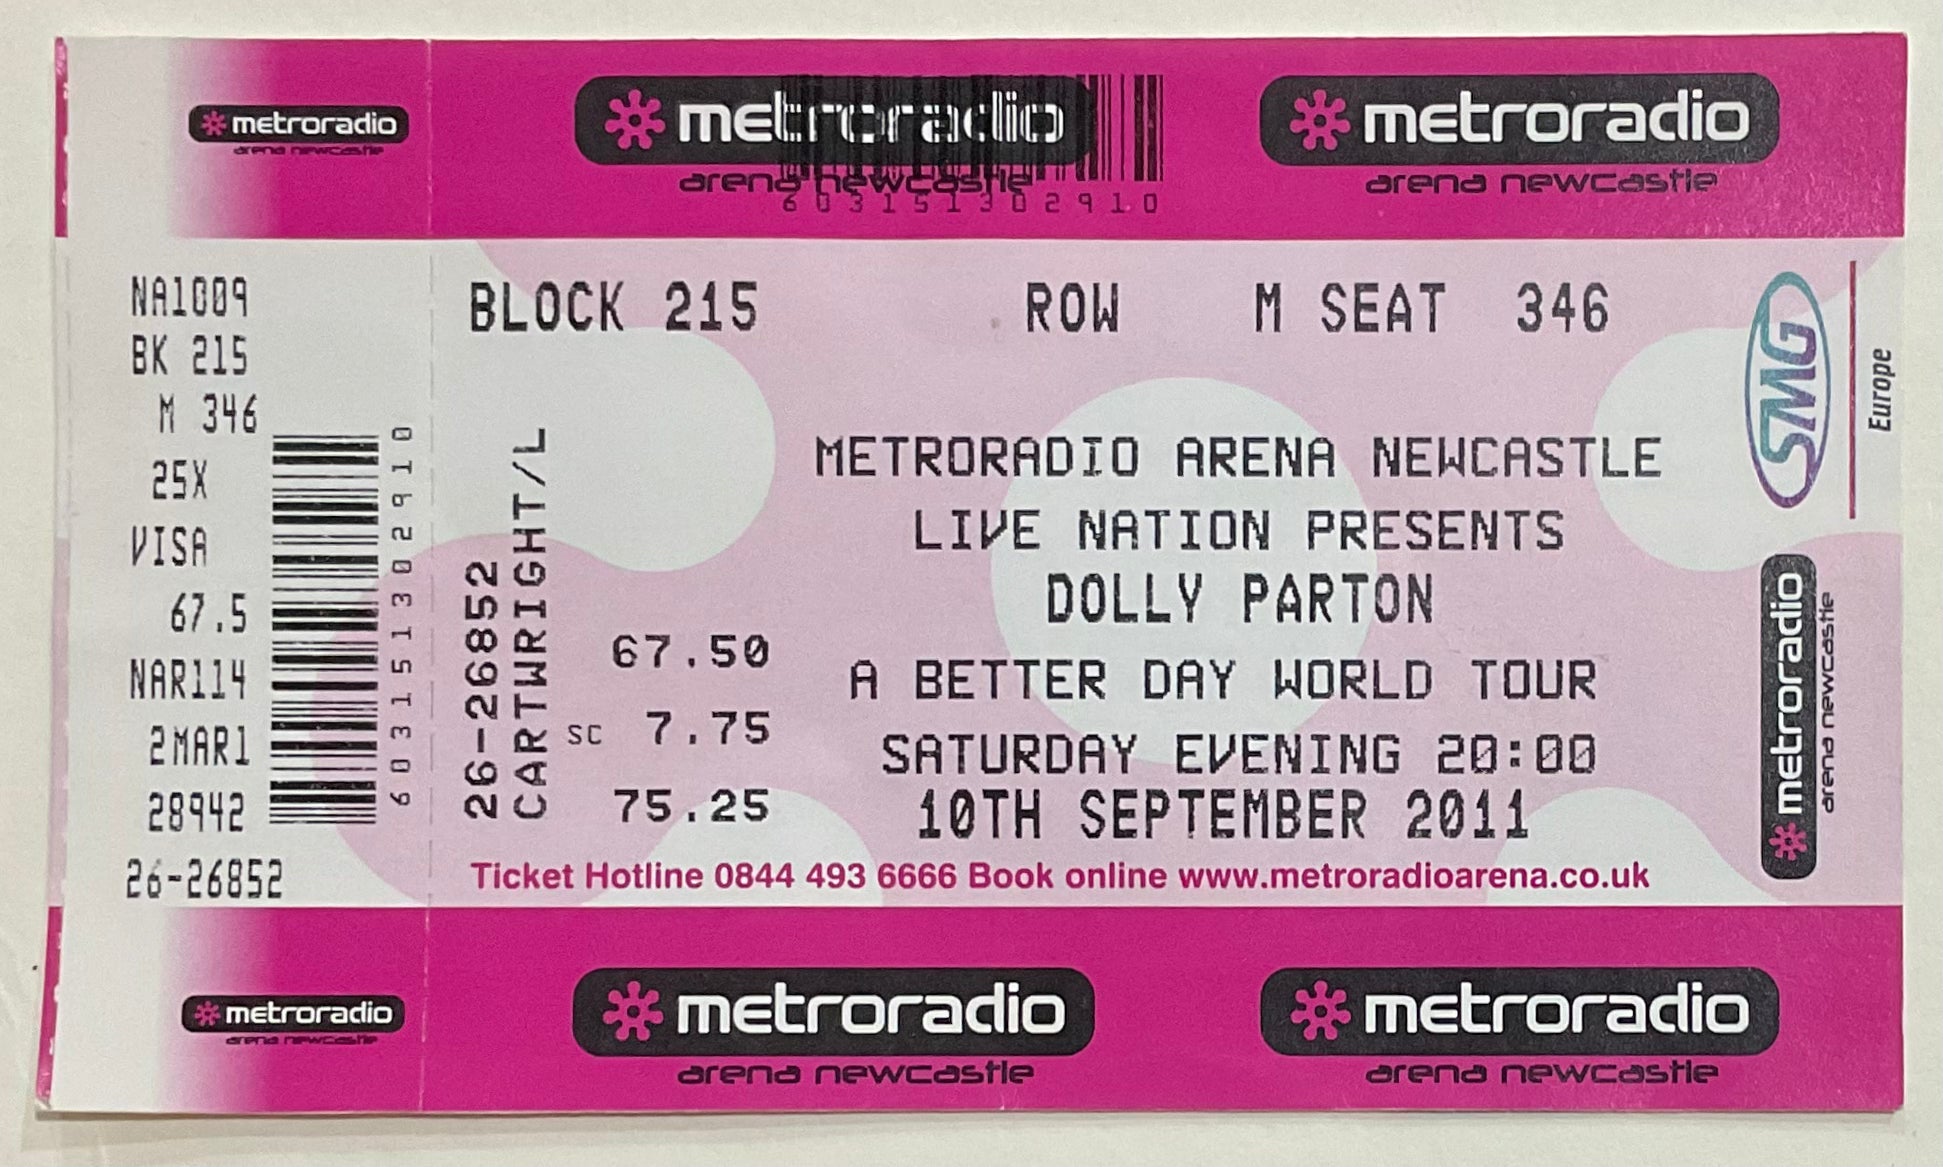 metroradio
arena newcastle
metroradio
arena newcastle
603151302910
metroradio
arena newcastle
NA1009
BK 215
M 346
25X
VISA
67.5
NAR114
2MAR1
28942
26-26852
603151302910
BLOCK 215 ROW M SEAT 346
26-26852
CARTWRIGHT/L
67.50
SC 7.75
75.25
METRORADIO ARENA NEWCASTLE
LIVE NATION PRESENTS
DOLLY PARTON
A BETTER DAY WORLD TOUR
SATURDAY EVENING 20:00
10TH SEPTEMBER 2011
Ticket Hotline 0844 493 6666 Book online www.metroradioarena.co.uk
SMG
Europe
metroradio
arena newcastle
metroradio
arena newcastle
metroradio
arena newcastle
metroradio
arena newcastle